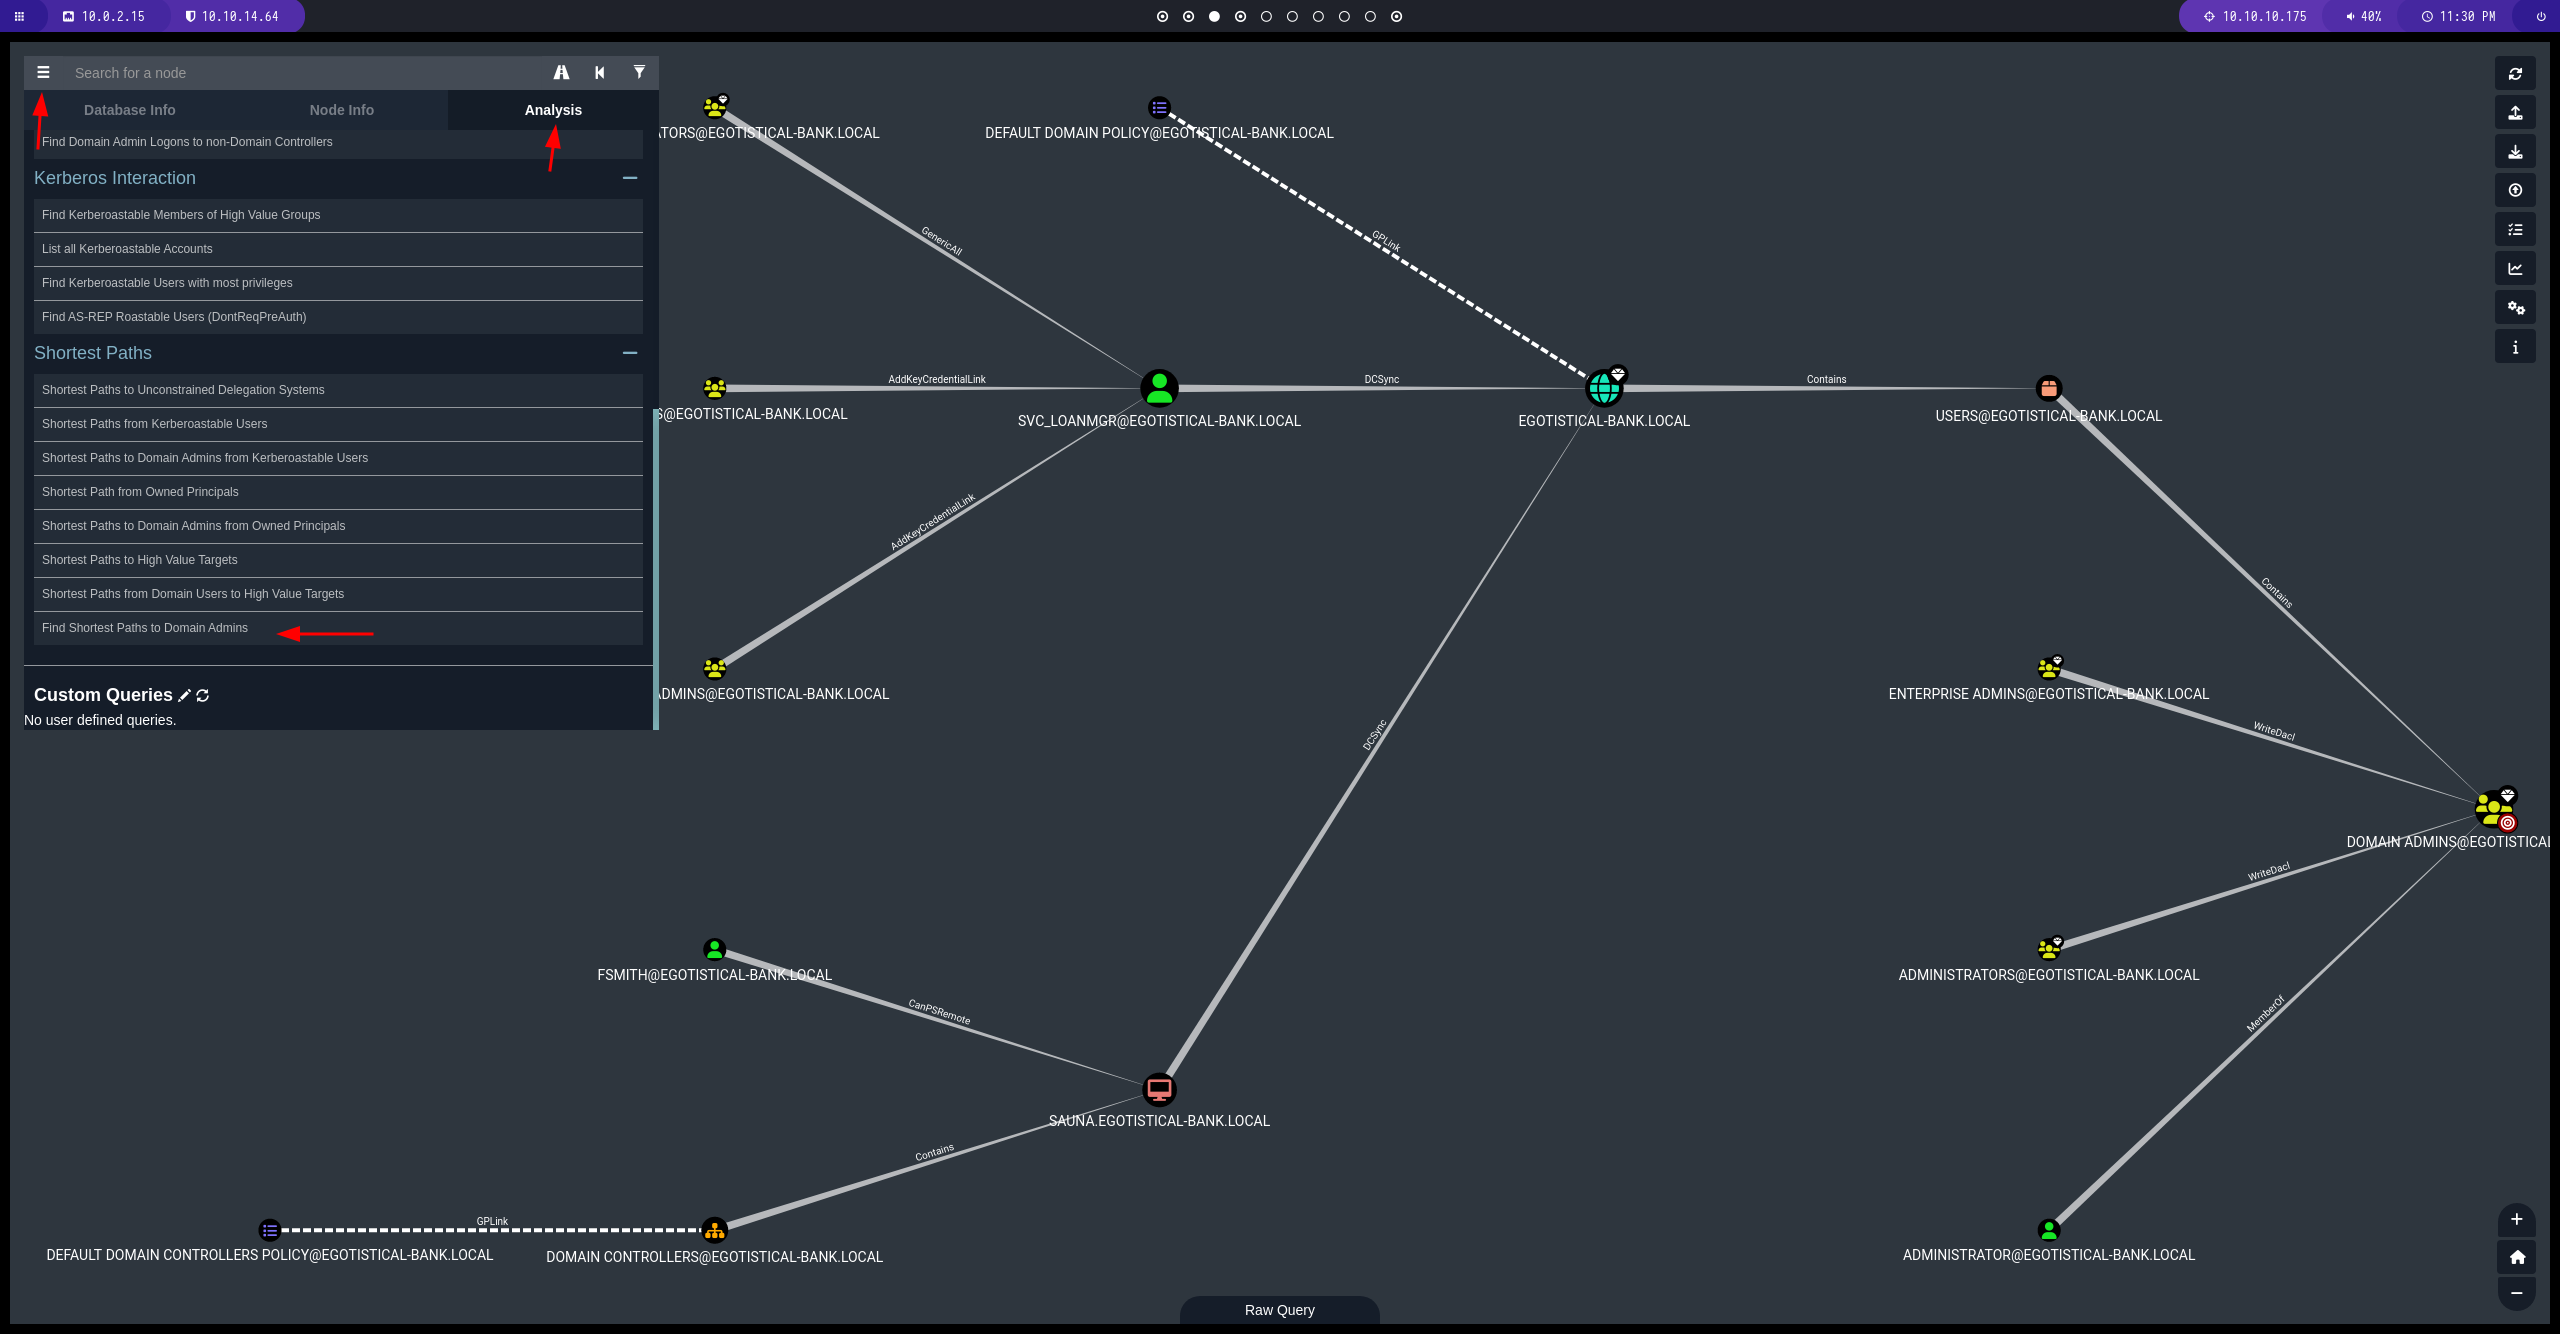 10.0.2.15
10.10.14.64
10.10.10.175
40%
11:30 PM
Search for a node
Database Info
Node Info
Analysis
Find Domain Admin Logons to non-Domain Controllers
Kerberos Interaction
Find Kerberoastable Members of High Value Groups
List all Kerberoastable Accounts
Find Kerberoastable Users with most privileges
Find AS-REP Roastable Users (DontReqPreAuth)
Shortest Paths
Shortest Paths to Unconstrained Delegation Systems
Shortest Paths from Kerberoastable Users
Shortest Paths to Domain Admins from Kerberoastable Users
Shortest Path from Owned Principals
Shortest Paths to Domain Admins from Owned Principals
Shortest Paths to High Value Targets
Shortest Paths from Domain Users to High Value Targets
Find Shortest Paths to Domain Admins
Custom Queries
No user defined queries.
ATORS@EGOTISTICAL-BANK.LOCAL
DEFAULT DOMAIN POLICY@EGOTISTICAL-BANK.LOCAL
GenericAll
GPLink
AddKeyCredentialLink
DCSync
Contains
S@EGOTISTICAL-BANK.LOCAL
SVC_LOANMGR@EGOTISTICAL-BANK.LOCAL
EGOTISTICAL-BANK.LOCAL
USERS@EGOTISTICAL-BANK.LOCAL
AddKeyCredentialLink
Contains
ADMINS@EGOTISTICAL-BANK.LOCAL
ENTERPRISE ADMINS@EGOTISTICAL-BANK.LOCAL
DCSync
WriteDacl
DOMAIN ADMINS@EGOTISTICAL
WriteDacl
FSMITH@EGOTISTICAL-BANK.LOCAL
ADMINISTRATORS@EGOTISTICAL-BANK.LOCAL
CanPSRemote
MemberOf
SAUNA.EGOTISTICAL-BANK.LOCAL
Contains
GPLink
DEFAULT DOMAIN CONTROLLERS POLICY@EGOTISTICAL-BANK.LOCAL
DOMAIN CONTROLLERS@EGOTISTICAL-BANK.LOCAL
ADMINISTRATOR@EGOTISTICAL-BANK.LOCAL
Raw Query